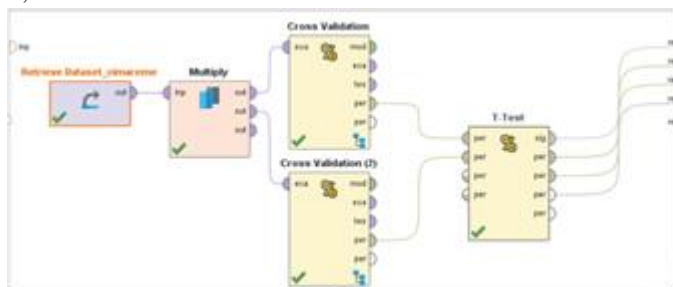 Cross Validation
inp
exa
mod
exa
tes
per
per
Retrieve Dataset_
Multiply
out
inp
out
out
out
T-Test
per
per
per
per
sig
per
per
per
per
Cross Validation (2)
exa
mod
exa
tes
per
per